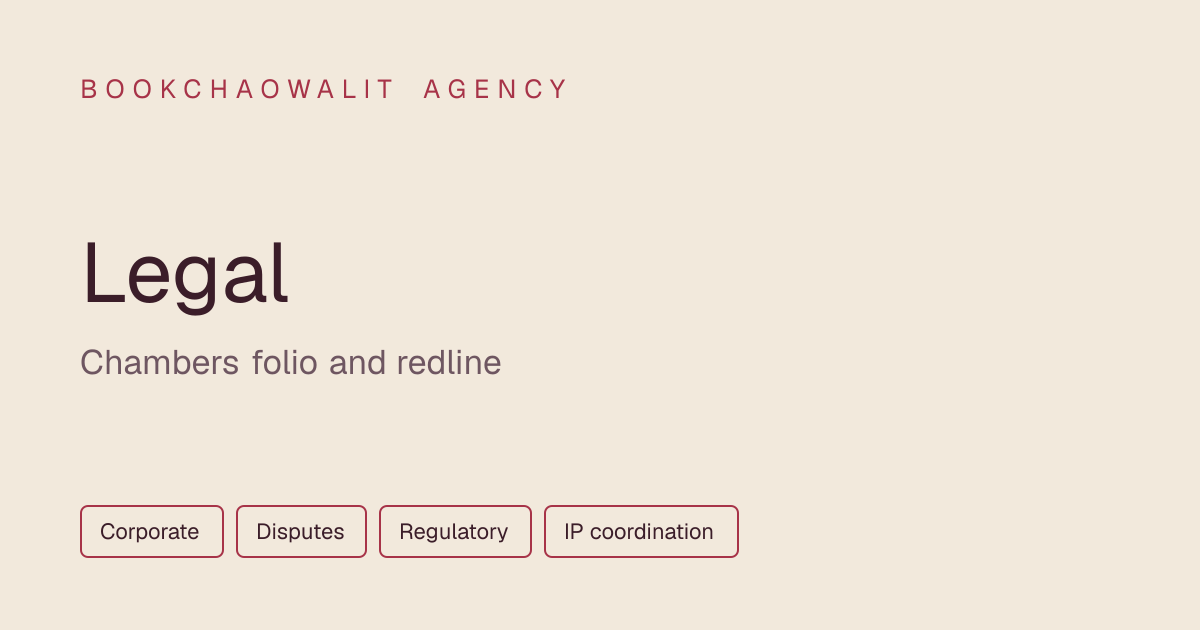 BOOKCHAOWALIT AGENCY
Legal
Chambers folio and redline
Corporate Disputes Regulatory IP coordination